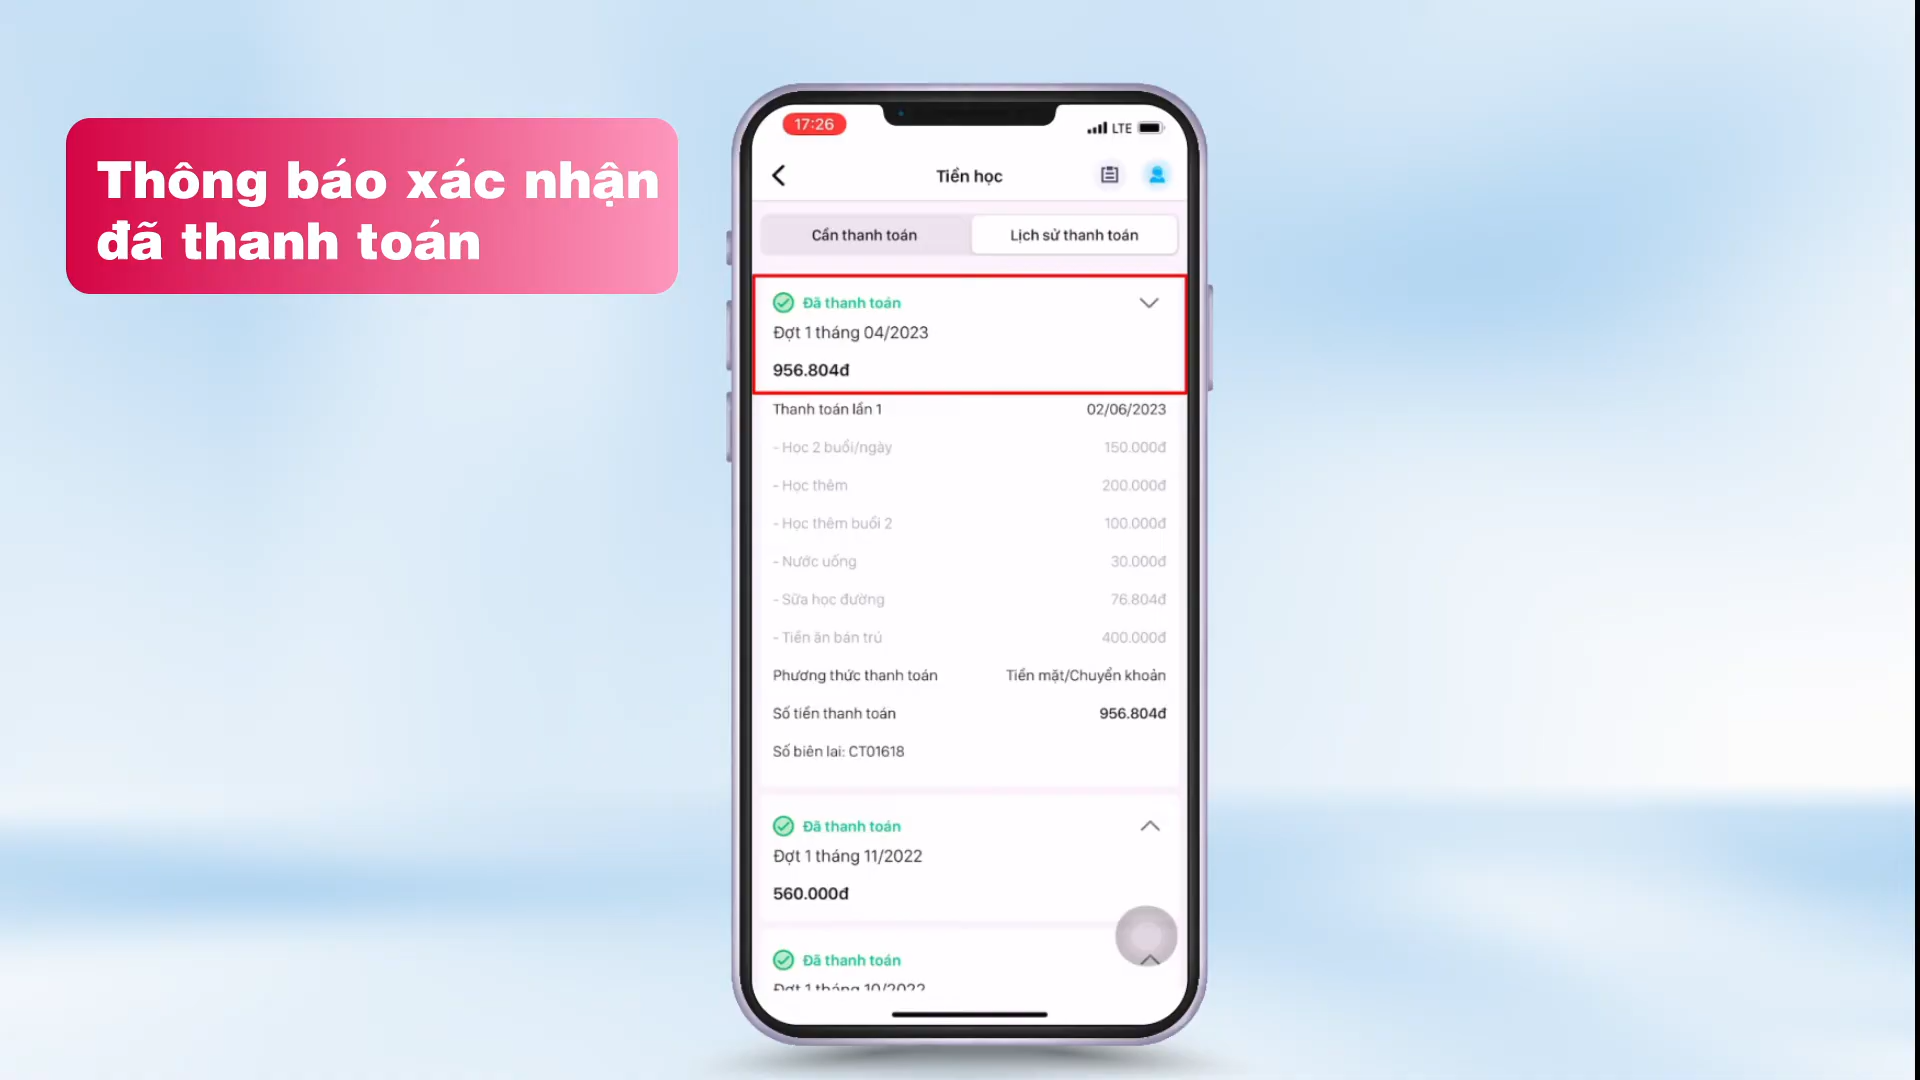 Thông báo xác nhận
đã thanh toán
17:26
LTE
Tiền học
Cần thanh toán
Lịch sử thanh toán
Đã thanh toán
Đợt 1 tháng 04/2023
956.804đ
Thanh toán lần 1 02/06/2023
- Học 2 buổi/ngày 150.000đ
- Học thêm 200.000đ
- Học thêm buổi 2 100.000đ
- Nước uống 30.000đ
- Sữa học đường 76.804đ
- Tiền ăn bán trú 400.000đ
Phương thức thanh toán Tiền mặt/Chuyển khoản
Số tiền thanh toán 956.804đ
Số biên lai: CT01618
Đã thanh toán
Đợt 1 tháng 11/2022
560.000đ
Đã thanh toán
Đợt 1 tháng 10/2022